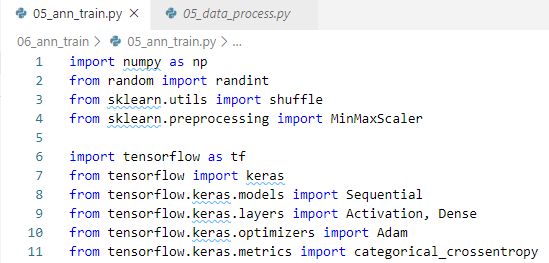 05_ann_train.py 05_data_process.py
06_ann_train > 05_ann_train.py > ...
1 import numpy as np
2 from random import randint
3 from sklearn.utils import shuffle
4 from sklearn.preprocessing import MinMaxScaler
5
6 import tensorflow as tf
7 from tensorflow import keras
8 from tensorflow.keras.models import Sequential
9 from tensorflow.keras.layers import Activation, Dense
10 from tensorflow.keras.optimizers import Adam
11 from tensorflow.keras.metrics import categorical_crossentropy